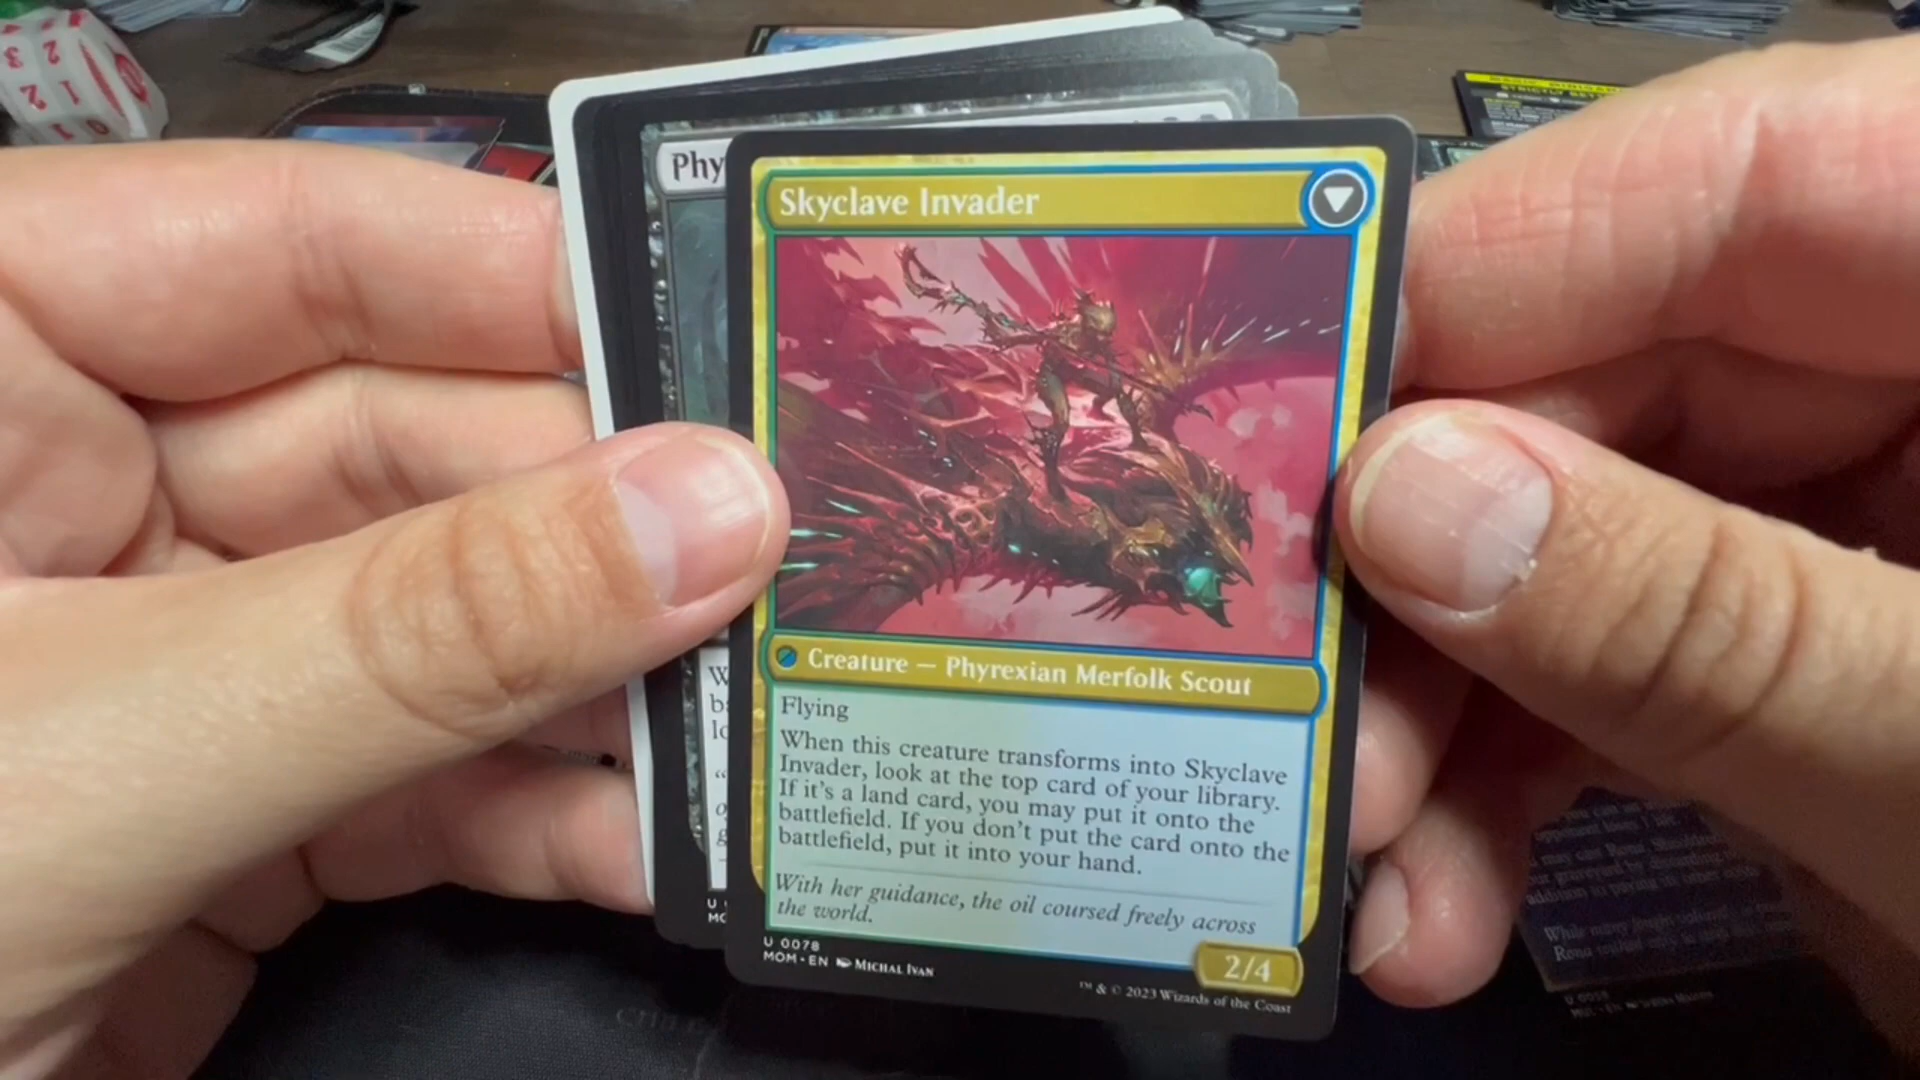 Skyclave Invader
Creature — Phyrexian Merfolk Scout
Flying
When this creature transforms into Skyclave
Invader, look at the top card of your library.
If it's a land card, you may put it onto the
battlefield. If you don't put the card onto the
battlefield, put it into your hand.
With her guidance, the oil coursed freely across
the world.
2/4
U 0078
MOM • EN Michal Ivan
™ & © 2023 Wizards of the Coast
Phy